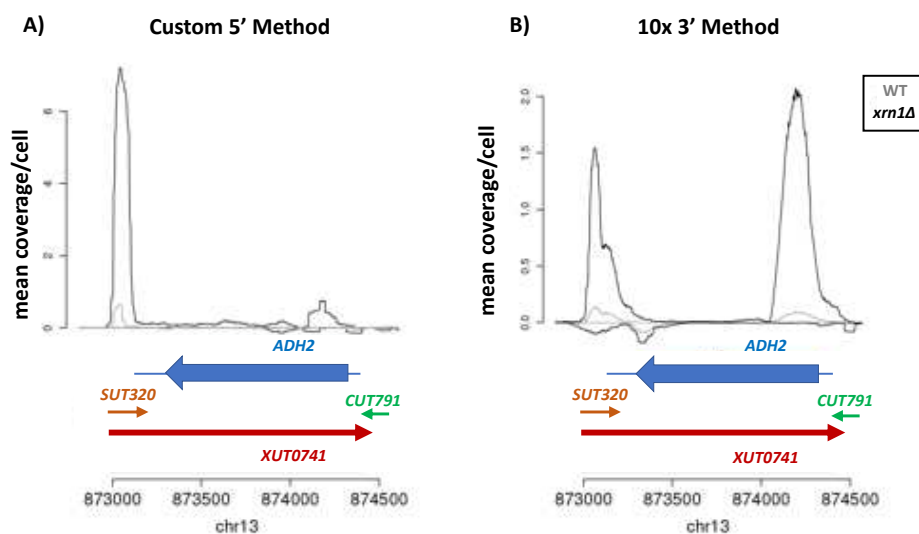 A) Custom 5’ Method
mean coverage/cell
6
4
2
0
ADH2
SUT320
CUT791
XUT0741
873000 873500 874000 874500
chr13
B) 10x 3’ Method
WT
xrn1Δ
mean coverage/cell
2.0
1.5
1.0
0.5
0.0
ADH2
SUT320
CUT791
XUT0741
873000 873500 874000 874500
chr13